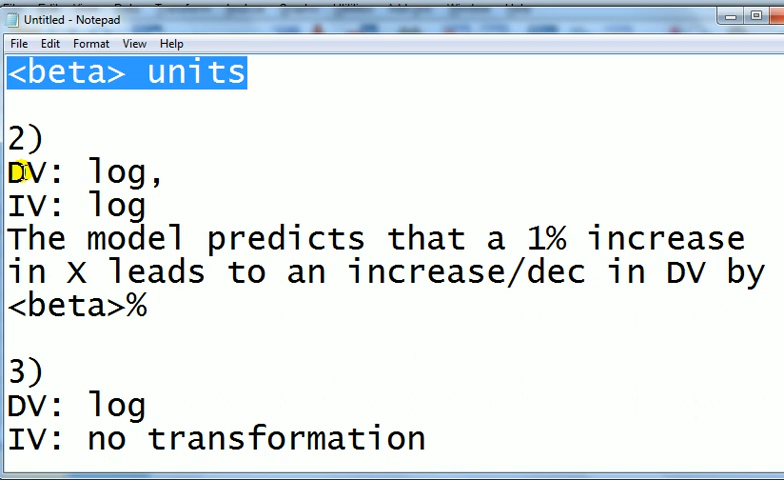 Untitled - Notepad
File Edit Format View Help
<beta> units
2)
DV: log,
IV: log
The model predicts that a 1% increase
in X leads to an increase/dec in DV by
<beta>%
3)
DV: log
IV: no transformation